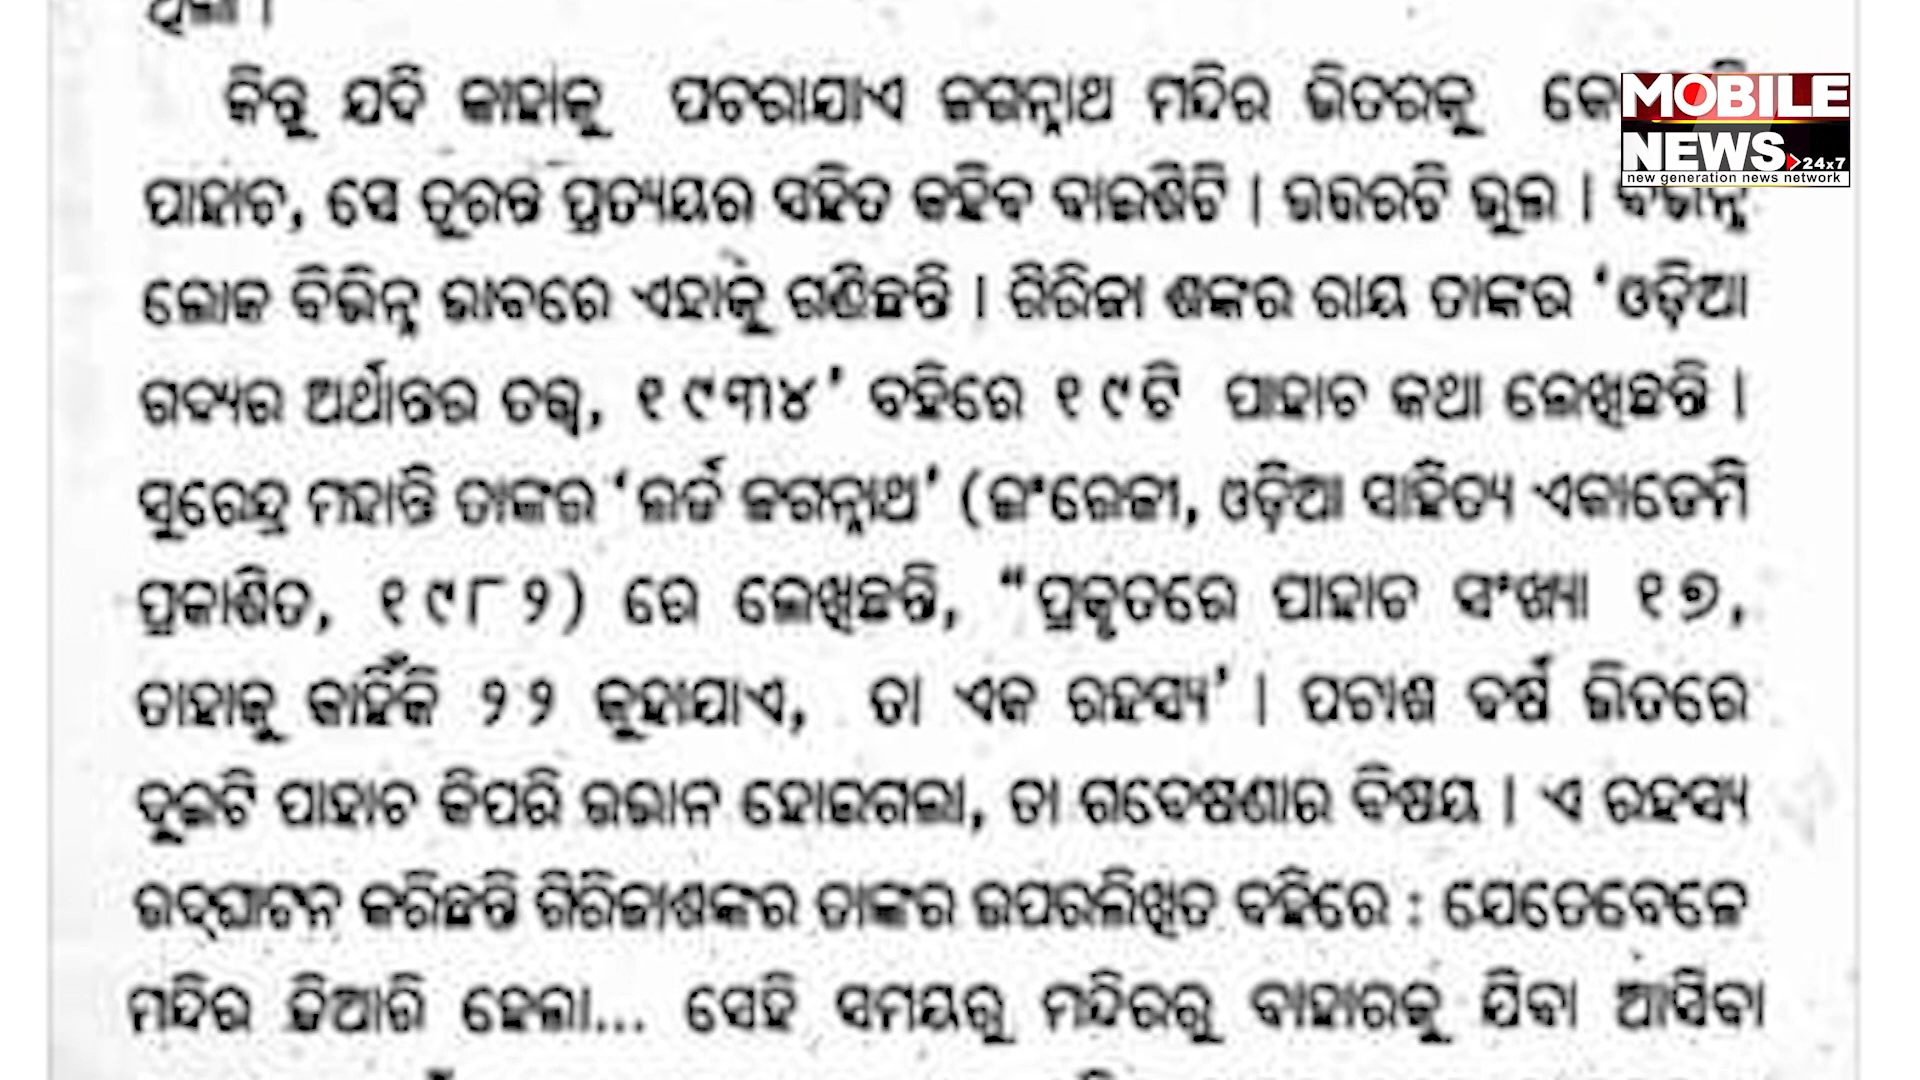 ଥିଲା ।
କିନ୍ତୁ ଯଦି କାହାକୁ ପଚରାଯାଏ ଜଗନ୍ନାଥ ମନ୍ଦିର ଭିତରକୁ
ପାହାଚ, ସେ ତୁରନ୍ତ ପ୍ରତ୍ୟୟର ସହିତ କହିବ ବାଇଶିଟି । ଉତ୍ତରଟି ଭୁଲ । ବିଭିନ୍ନ
ଲୋକ ବିଭିନ୍ନ ଭାବରେ ଏହାକୁ ଗଣିଛନ୍ତି । ଗିରିଜା ଶଙ୍କର ରାୟ ତାଙ୍କର ‘ଓଡ଼ିଆ
ଗଦ୍ୟର ଅର୍ଥାନ୍ତର ତତ୍ତ୍ୱ, ୧୯୩୪’ ବହିରେ ୧୯ଟି ପାହାଚ କଥା ଲେଖିଛନ୍ତି ।
ସୁରେନ୍ଦ୍ର ମହାନ୍ତି ତାଙ୍କର ‘ଲର୍ଡ ଜଗନ୍ନାଥ’ (ଇଂରେଜୀ, ଓଡ଼ିଆ ସାହିତ୍ୟ ଏକାଡେମି
ପ୍ରକାଶିତ, ୧୯୮୨) ରେ ଲେଖିଛନ୍ତି, “ପ୍ରକୃତରେ ପାହାଚ ସଂଖ୍ୟା ୧୭,
ତାହାକୁ କାହିଁକି ୨୨ କୁହାଯାଏ, ତା ଏକ ରହସ୍ୟ’ । ପଚାଶ ବର୍ଷ ଭିତରେ
ଦୁଇଟି ପାହାଚ କିପରି ଉଭାନ ହୋଇଗଲା, ତା ଗବେଷଣାର ବିଷୟ । ଏ ରହସ୍ୟ
ଉଦ୍‌ଘାଟନ କରିଛନ୍ତି ଗିରିଜାଶଙ୍କର ତାଙ୍କର ଉପରଲିଖିତ ବହିରେ : ଯେତେବେଳେ
ମନ୍ଦିର ତିଆରି ହେଲା... ସେହି ସମୟରୁ ମନ୍ଦିରରୁ ବାହାରକୁ ଯିବା ଆସିବା
MOBILE
NEWS 24x7
new generation news network